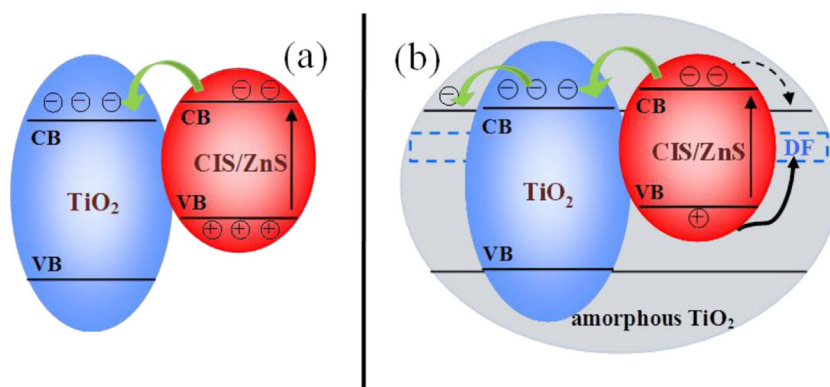 (a)
CB
CB
CIS/ZnS
TiO₂
VB
VB
(b)
CB
CB
DF
CIS/ZnS
TiO₂
VB
VB
amorphous TiO₂